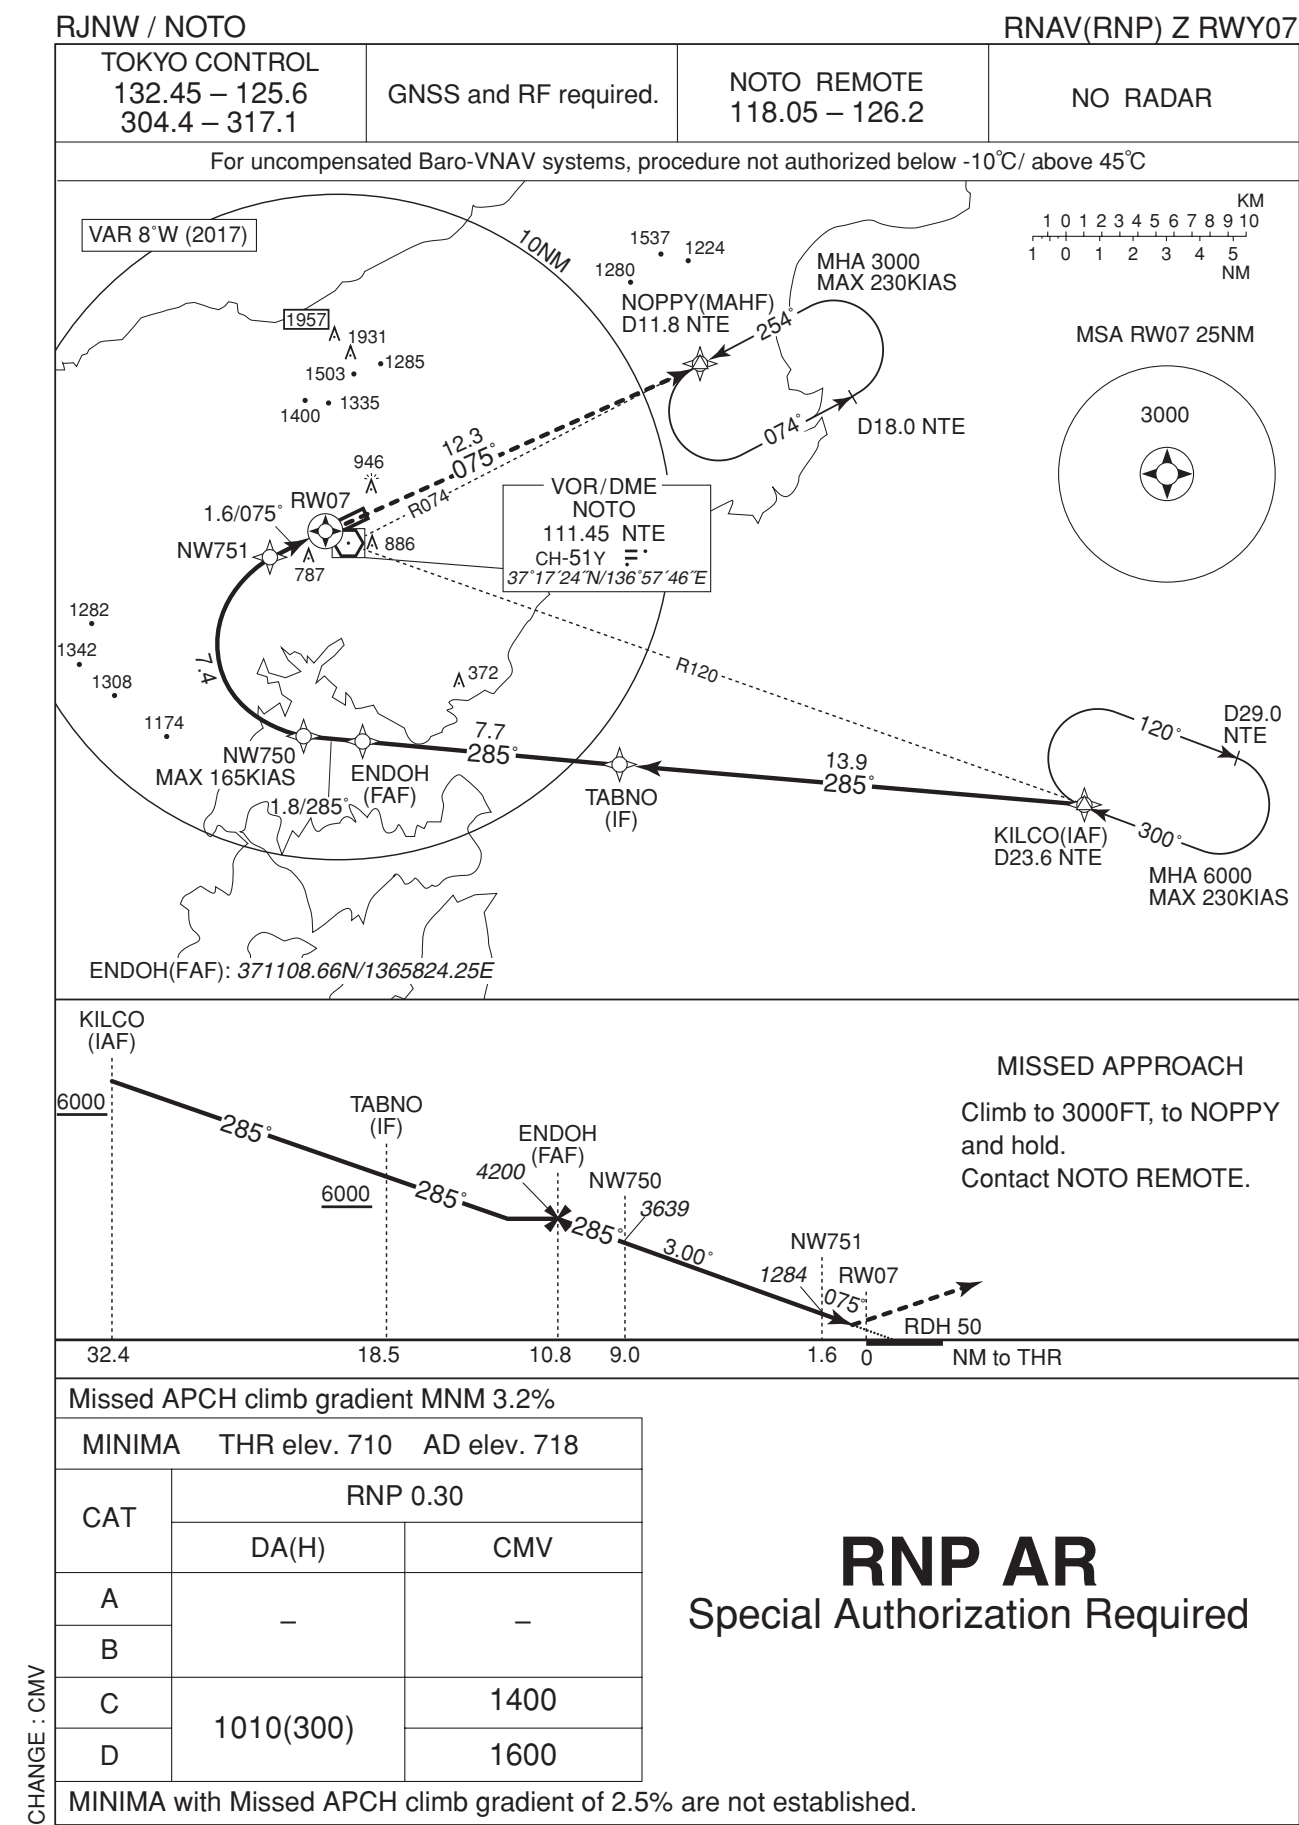 RJNW / NOTO
RNAV(RNP) Z RWY07
TOKYO CONTROL
132.45 – 125.6
304.4 – 317.1
GNSS and RF required.
NOTO REMOTE
118.05 – 126.2
NO RADAR
For uncompensated Baro-VNAV systems, procedure not authorized below -10°C/ above 45°C
VAR 8°W (2017)
10NM
KM
1 0 1 2 3 4 5 6 7 8 9 10
1 0 1 2 3 4 5
NM
1537
1224
1280
MHA 3000
MAX 230KIAS
NOPPY(MAHF)
D11.8 NTE
254°
074°
D18.0 NTE
MSA RW07 25NM
3000
1957
1931
1285
1503
1335
1400
12.3
075°
R074
946
RW07
1.6/075°
NW751
886
787
VOR/DME
NOTO
111.45 NTE
CH-51Y
37°17´24˝N/136°57´46˝E
1282
1342
1308
1174
7.4
372
R120
NW750
MAX 165KIAS
1.8/285°
ENDOH
(FAF)
7.7
285°
TABNO
(IF)
13.9
285°
120°
D29.0
NTE
300°
KILCO(IAF)
D23.6 NTE
MHA 6000
MAX 230KIAS
ENDOH(FAF): 371108.66N/1365824.25E
KILCO
(IAF)
6000
285°
TABNO
(IF)
6000
285°
ENDOH
(FAF)
4200
285°
NW750
3639
3.00°
NW751
1284
RW07
075°
RDH 50
32.4
18.5
10.8
9.0
1.6
0
NM to THR
MISSED APPROACH
Climb to 3000FT, to NOPPY
and hold.
Contact NOTO REMOTE.
Missed APCH climb gradient MNM 3.2%
MINIMA THR elev. 710 AD elev. 718
CAT
RNP 0.30
DA(H)
CMV
A
–
–
B
C
1010(300)
1400
D
1600
MINIMA with Missed APCH climb gradient of 2.5% are not established.
RNP AR
Special Authorization Required
CHANGE : CMV